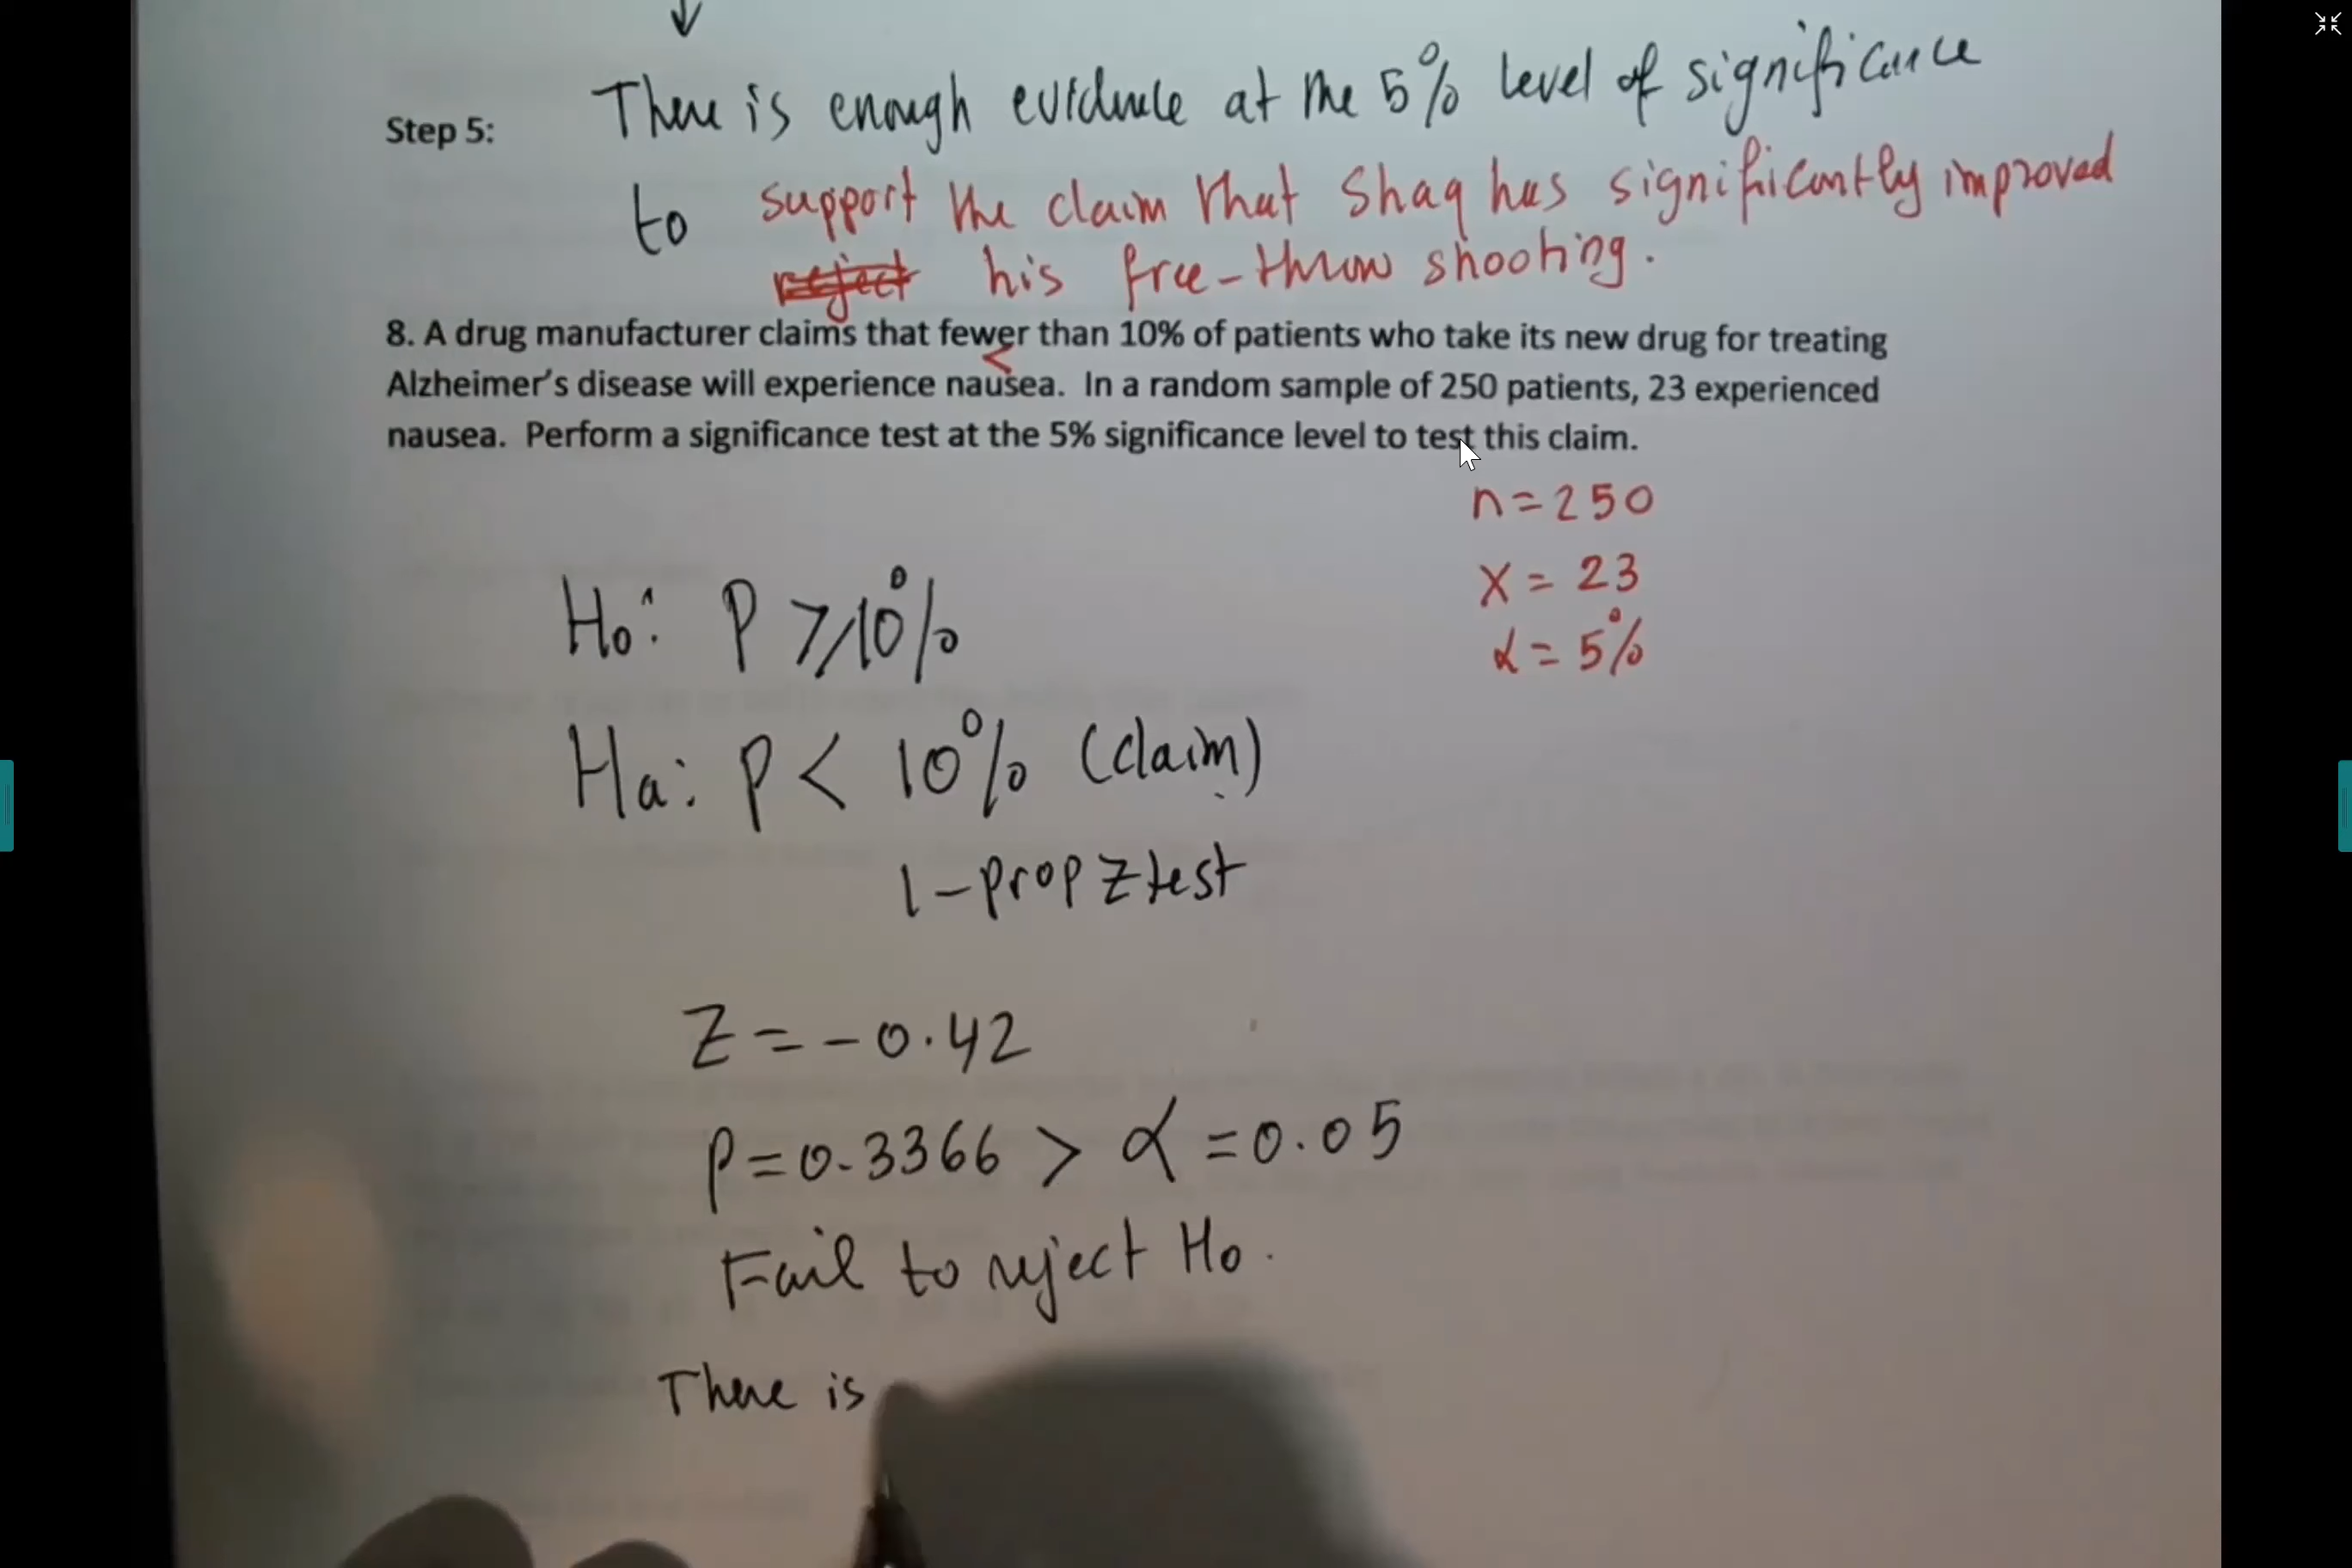 There is enough evidence at the 5% level of significance
Step 5:
to support the claim that Shaq has significantly improved
reject his free-throw shooting.
8. A drug manufacturer claims that fewer than 10% of patients who take its new drug for treating
<
Alzheimer's disease will experience nausea. In a random sample of 250 patients, 23 experienced
nausea. Perform a significance test at the 5% significance level to test this claim.
n = 250
x = 23
α = 5%
Ho: P ≥ 10%
Ha: P < 10% (claim)
1-prop Z test
Z = -0.42
p = 0.3366 > α = 0.05
Fail to reject Ho.
There is